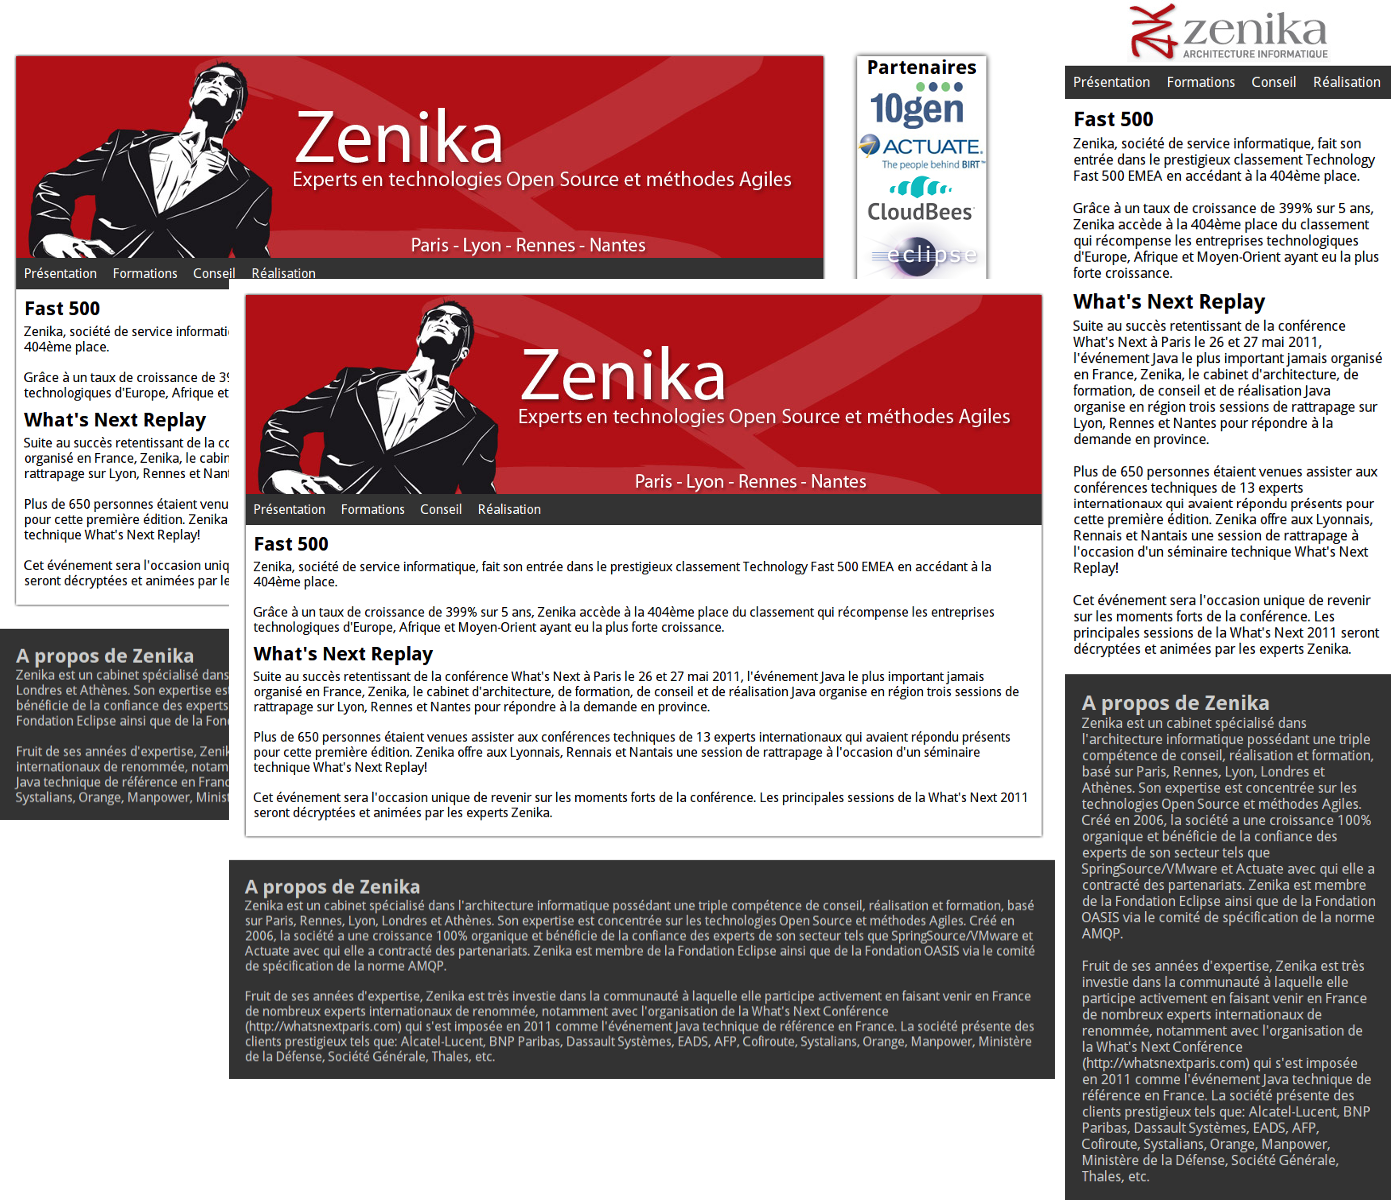 Zenika
Experts en technologies Open Source et méthodes Agiles
Paris - Lyon - Rennes - Nantes
Présentation Formations Conseil Réalisation
Fast 500
Zenika, société de service informati
404ème place.
Grâce à un taux de croissance de 39
technologiques d'Europe, Afrique et
What's Next Replay
Suite au succès retentissant de la co
organisé en France, Zenika, le cabin
rattrapage sur Lyon, Rennes et Nant
Plus de 650 personnes étaient venu
pour cette première édition. Zenika
technique What's Next Replay!
Cet événement sera l'occasion uniq
seront décryptées et animées par le
A propos de Zenika
Zenika est un cabinet spécialisé dans
Londres et Athènes. Son expertise est
bénéficie de la confiance des experts
Fondation Eclipse ainsi que de la Fond
Fruit de ses années d'expertise, Zenik
internationaux de renommée, notam
Java technique de référence en Franc
Systalians, Orange, Manpower, Minist
Partenaires
10gen
ACTUATE.
The people behind BIRT™
CloudBees
eclipse
Zenika
Experts en technologies Open Source et méthodes Agiles
Paris - Lyon - Rennes - Nantes
Présentation Formations Conseil Réalisation
Fast 500
Zenika, société de service informatique, fait son entrée dans le prestigieux classement Technology Fast 500 EMEA en accédant à la
404ème place.
Grâce à un taux de croissance de 399% sur 5 ans, Zenika accède à la 404ème place du classement qui récompense les entreprises
technologiques d'Europe, Afrique et Moyen-Orient ayant eu la plus forte croissance.
What's Next Replay
Suite au succès retentissant de la conférence What's Next à Paris le 26 et 27 mai 2011, l'événement Java le plus important jamais
organisé en France, Zenika, le cabinet d'architecture, de formation, de conseil et de réalisation Java organise en région trois sessions de
rattrapage sur Lyon, Rennes et Nantes pour répondre à la demande en province.
Plus de 650 personnes étaient venues assister aux conférences techniques de 13 experts internationaux qui avaient répondu présents
pour cette première édition. Zenika offre aux Lyonnais, Rennais et Nantais une session de rattrapage à l'occasion d'un séminaire
technique What's Next Replay!
Cet événement sera l'occasion unique de revenir sur les moments forts de la conférence. Les principales sessions de la What's Next 2011
seront décryptées et animées par les experts Zenika.
A propos de Zenika
Zenika est un cabinet spécialisé dans l'architecture informatique possédant une triple compétence de conseil, réalisation et formation, basé
sur Paris, Rennes, Lyon, Londres et Athènes. Son expertise est concentrée sur les technologies Open Source et méthodes Agiles. Créé en
2006, la société a une croissance 100% organique et bénéficie de la confiance des experts de son secteur tels que SpringSource/VMware et
Actuate avec qui elle a contracté des partenariats. Zenika est membre de la Fondation Eclipse ainsi que de la Fondation OASIS via le comité
de spécification de la norme AMQP.
Fruit de ses années d'expertise, Zenika est très investie dans la communauté à laquelle elle participe activement en faisant venir en France
de nombreux experts internationaux de renommée, notamment avec l'organisation de la What's Next Conférence
(http://whatsnextparis.com) qui s'est imposée en 2011 comme l'événement Java technique de référence en France. La société présente des
clients prestigieux tels que: Alcatel-Lucent, BNP Paribas, Dassault Systèmes, EADS, AFP, Cofiroute, Systalians, Orange, Manpower, Ministère
de la Défense, Société Générale, Thales, etc.
zenika
ARCHITECTURE INFORMATIQUE
Présentation Formations Conseil Réalisation
Fast 500
Zenika, société de service informatique, fait son
entrée dans le prestigieux classement Technology
Fast 500 EMEA en accédant à la 404ème place.
Grâce à un taux de croissance de 399% sur 5 ans,
Zenika accède à la 404ème place du classement
qui récompense les entreprises technologiques
d'Europe, Afrique et Moyen-Orient ayant eu la plus
forte croissance.
What's Next Replay
Suite au succès retentissant de la conférence
What's Next à Paris le 26 et 27 mai 2011,
l'événement Java le plus important jamais organisé
en France, Zenika, le cabinet d'architecture, de
formation, de conseil et de réalisation Java
organise en région trois sessions de rattrapage sur
Lyon, Rennes et Nantes pour répondre à la
demande en province.
Plus de 650 personnes étaient venues assister aux
conférences techniques de 13 experts
internationaux qui avaient répondu présents pour
cette première édition. Zenika offre aux Lyonnais,
Rennais et Nantais une session de rattrapage à
l'occasion d'un séminaire technique What's Next
Replay!
Cet événement sera l'occasion unique de revenir
sur les moments forts de la conférence. Les
principales sessions de la What's Next 2011 seront
décryptées et animées par les experts Zenika.
A propos de Zenika
Zenika est un cabinet spécialisé dans
l'architecture informatique possédant une triple
compétence de conseil, réalisation et formation,
basé sur Paris, Rennes, Lyon, Londres et
Athènes. Son expertise est concentrée sur les
technologies Open Source et méthodes Agiles.
Créé en 2006, la société a une croissance 100%
organique et bénéficie de la confiance des
experts de son secteur tels que
SpringSource/VMware et Actuate avec qui elle a
contracté des partenariats. Zenika est membre
de la Fondation Eclipse ainsi que de la Fondation
OASIS via le comité de spécification de la norme
AMQP.
Fruit de ses années d'expertise, Zenika est très
investie dans la communauté à laquelle elle
participe activement en faisant venir en France
de nombreux experts internationaux de
renommée, notamment avec l'organisation de
la What's Next Conférence
(http://whatsnextparis.com) qui s'est imposée
en 2011 comme l'événement Java technique de
référence en France. La société présente des
clients prestigieux tels que: Alcatel-Lucent, BNP
Paribas, Dassault Systèmes, EADS, AFP,
Cofiroute, Systalians, Orange, Manpower,
Ministère de la Défense, Société Générale,
Thales, etc.